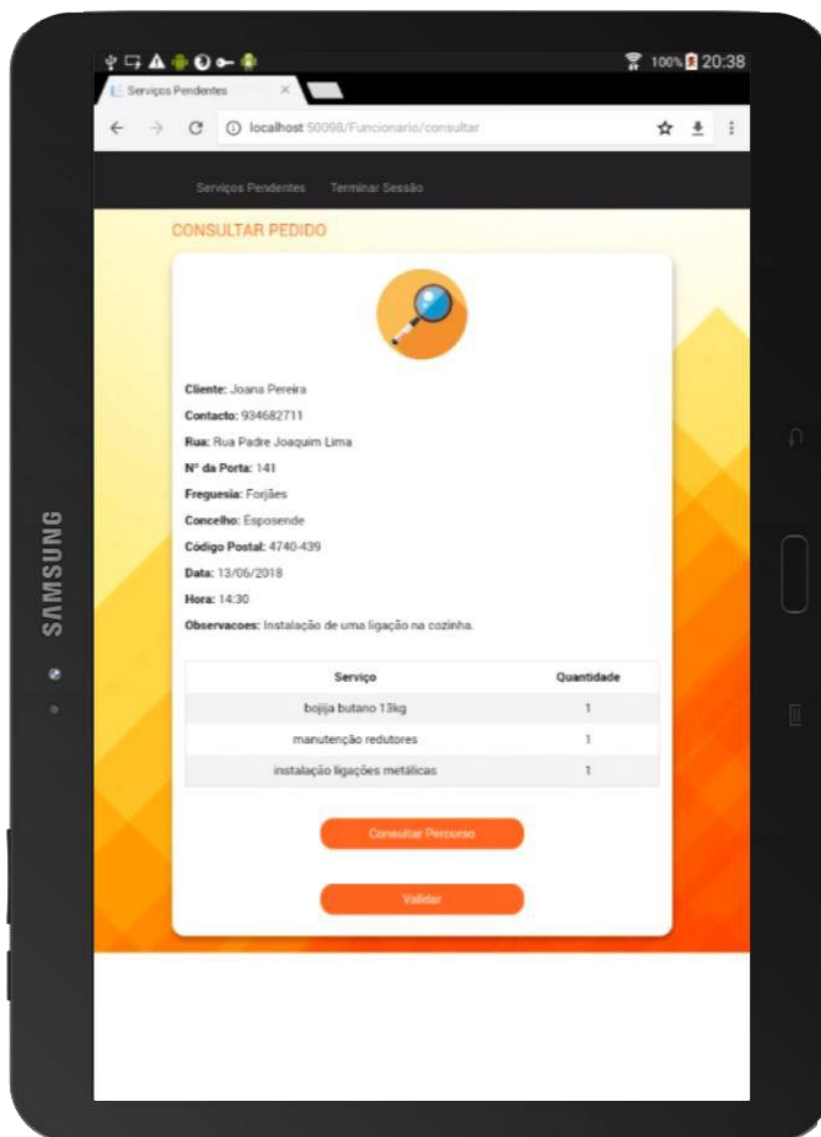 100% 20:38
Serviços Pendentes
localhost:50098/Funcionario/consultar
Serviços Pendentes Terminar Sessão
CONSULTAR PEDIDO
Cliente: Joana Pereira
Contacto: 934682711
Rua: Rua Padre Joaquim Lima
Nº da Porta: 141
Freguesia: Forjães
Concelho: Esposende
Código Postal: 4740-439
Data: 13/06/2018
Hora: 14:30
Observacoes: Instalação de uma ligação na cozinha.
Serviço Quantidade
bojija butano 13kg 1
manutenção redutores 1
instalação ligações metálicas 1
Consultar Percurso
Validar
SAMSUNG